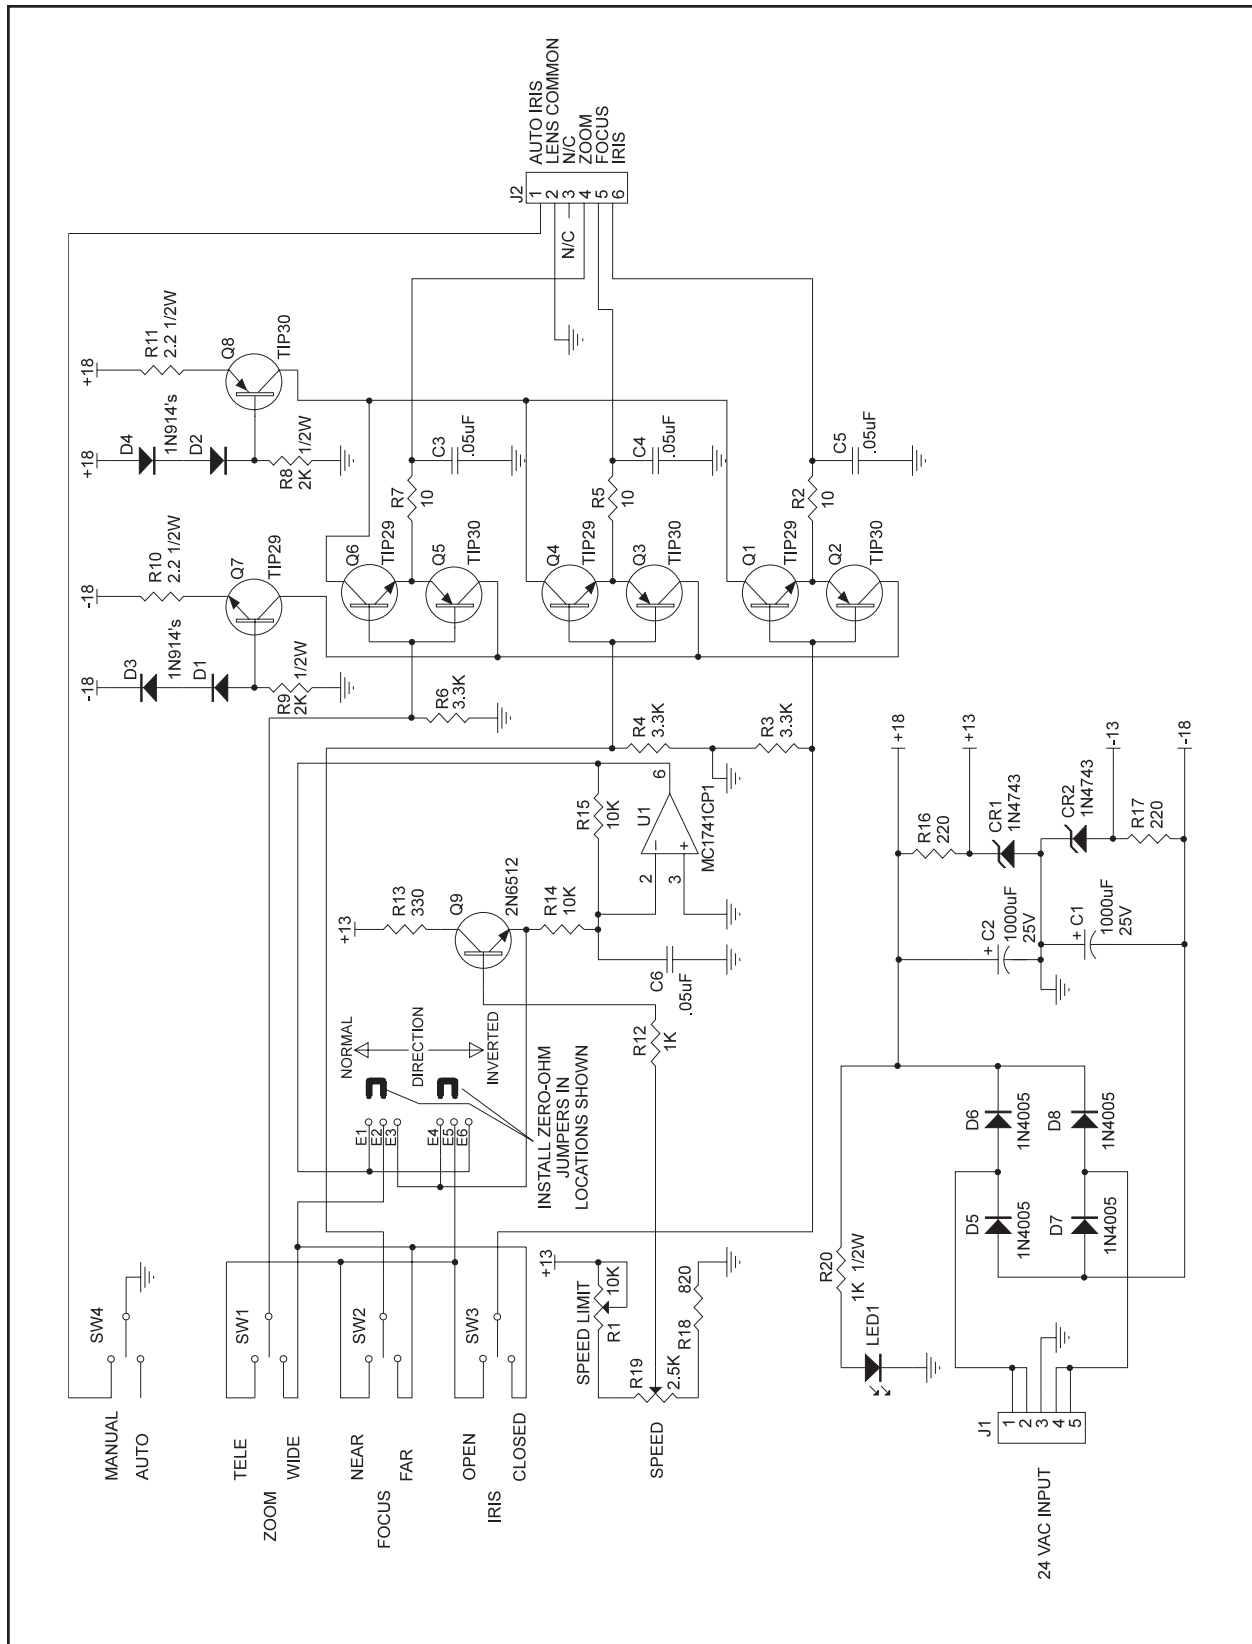 MANUAL
AUTO
SW4
TELE
ZOOM
WIDE
SW1
NEAR
FOCUS
FAR
SW2
OPEN
IRIS
CLOSED
SW3
SPEED LIMIT
R1
10K
+13
R19
2.5K
SPEED
R18
820
E1
E2
E3
E4
E5
E6
NORMAL
DIRECTION
INVERTED
INSTALL ZERO-OHM
JUMPERS IN
LOCATIONS SHOWN
R12
1K
+13
R13
330
Q9
2N6512
R14
10K
C6
.05uF
R15
10K
2
3
6
U1
MC1741CP1
-18
D3
1N914's
D1
R9
2K
1/2W
-18
R10
2.2 1/2W
Q7
TIP29
+18
D4
1N914's
D2
R8
2K
1/2W
+18
R11
2.2 1/2W
Q8
TIP30
R6
3.3K
R4
3.3K
R3
3.3K
Q6
TIP29
Q5
TIP30
R7
10
C3
.05uF
Q4
TIP29
Q3
TIP30
R5
10
C4
.05uF
Q1
TIP29
Q2
TIP30
R2
10
C5
.05uF
J2
1 AUTO IRIS
2 LENS COMMON
N/C 3 N/C
4 ZOOM
5 FOCUS
6 IRIS
24 VAC INPUT
J1
1
2
3
4
5
LED1
R20
1K 1/2W
D5
1N4005
D6
1N4005
D7
1N4005
D8
1N4005
+ C2
1000uF
25V
+ C1
1000uF
25V
R16
220
CR1
1N4743
CR2
1N4743
R17
220
+18
+13
-13
-18